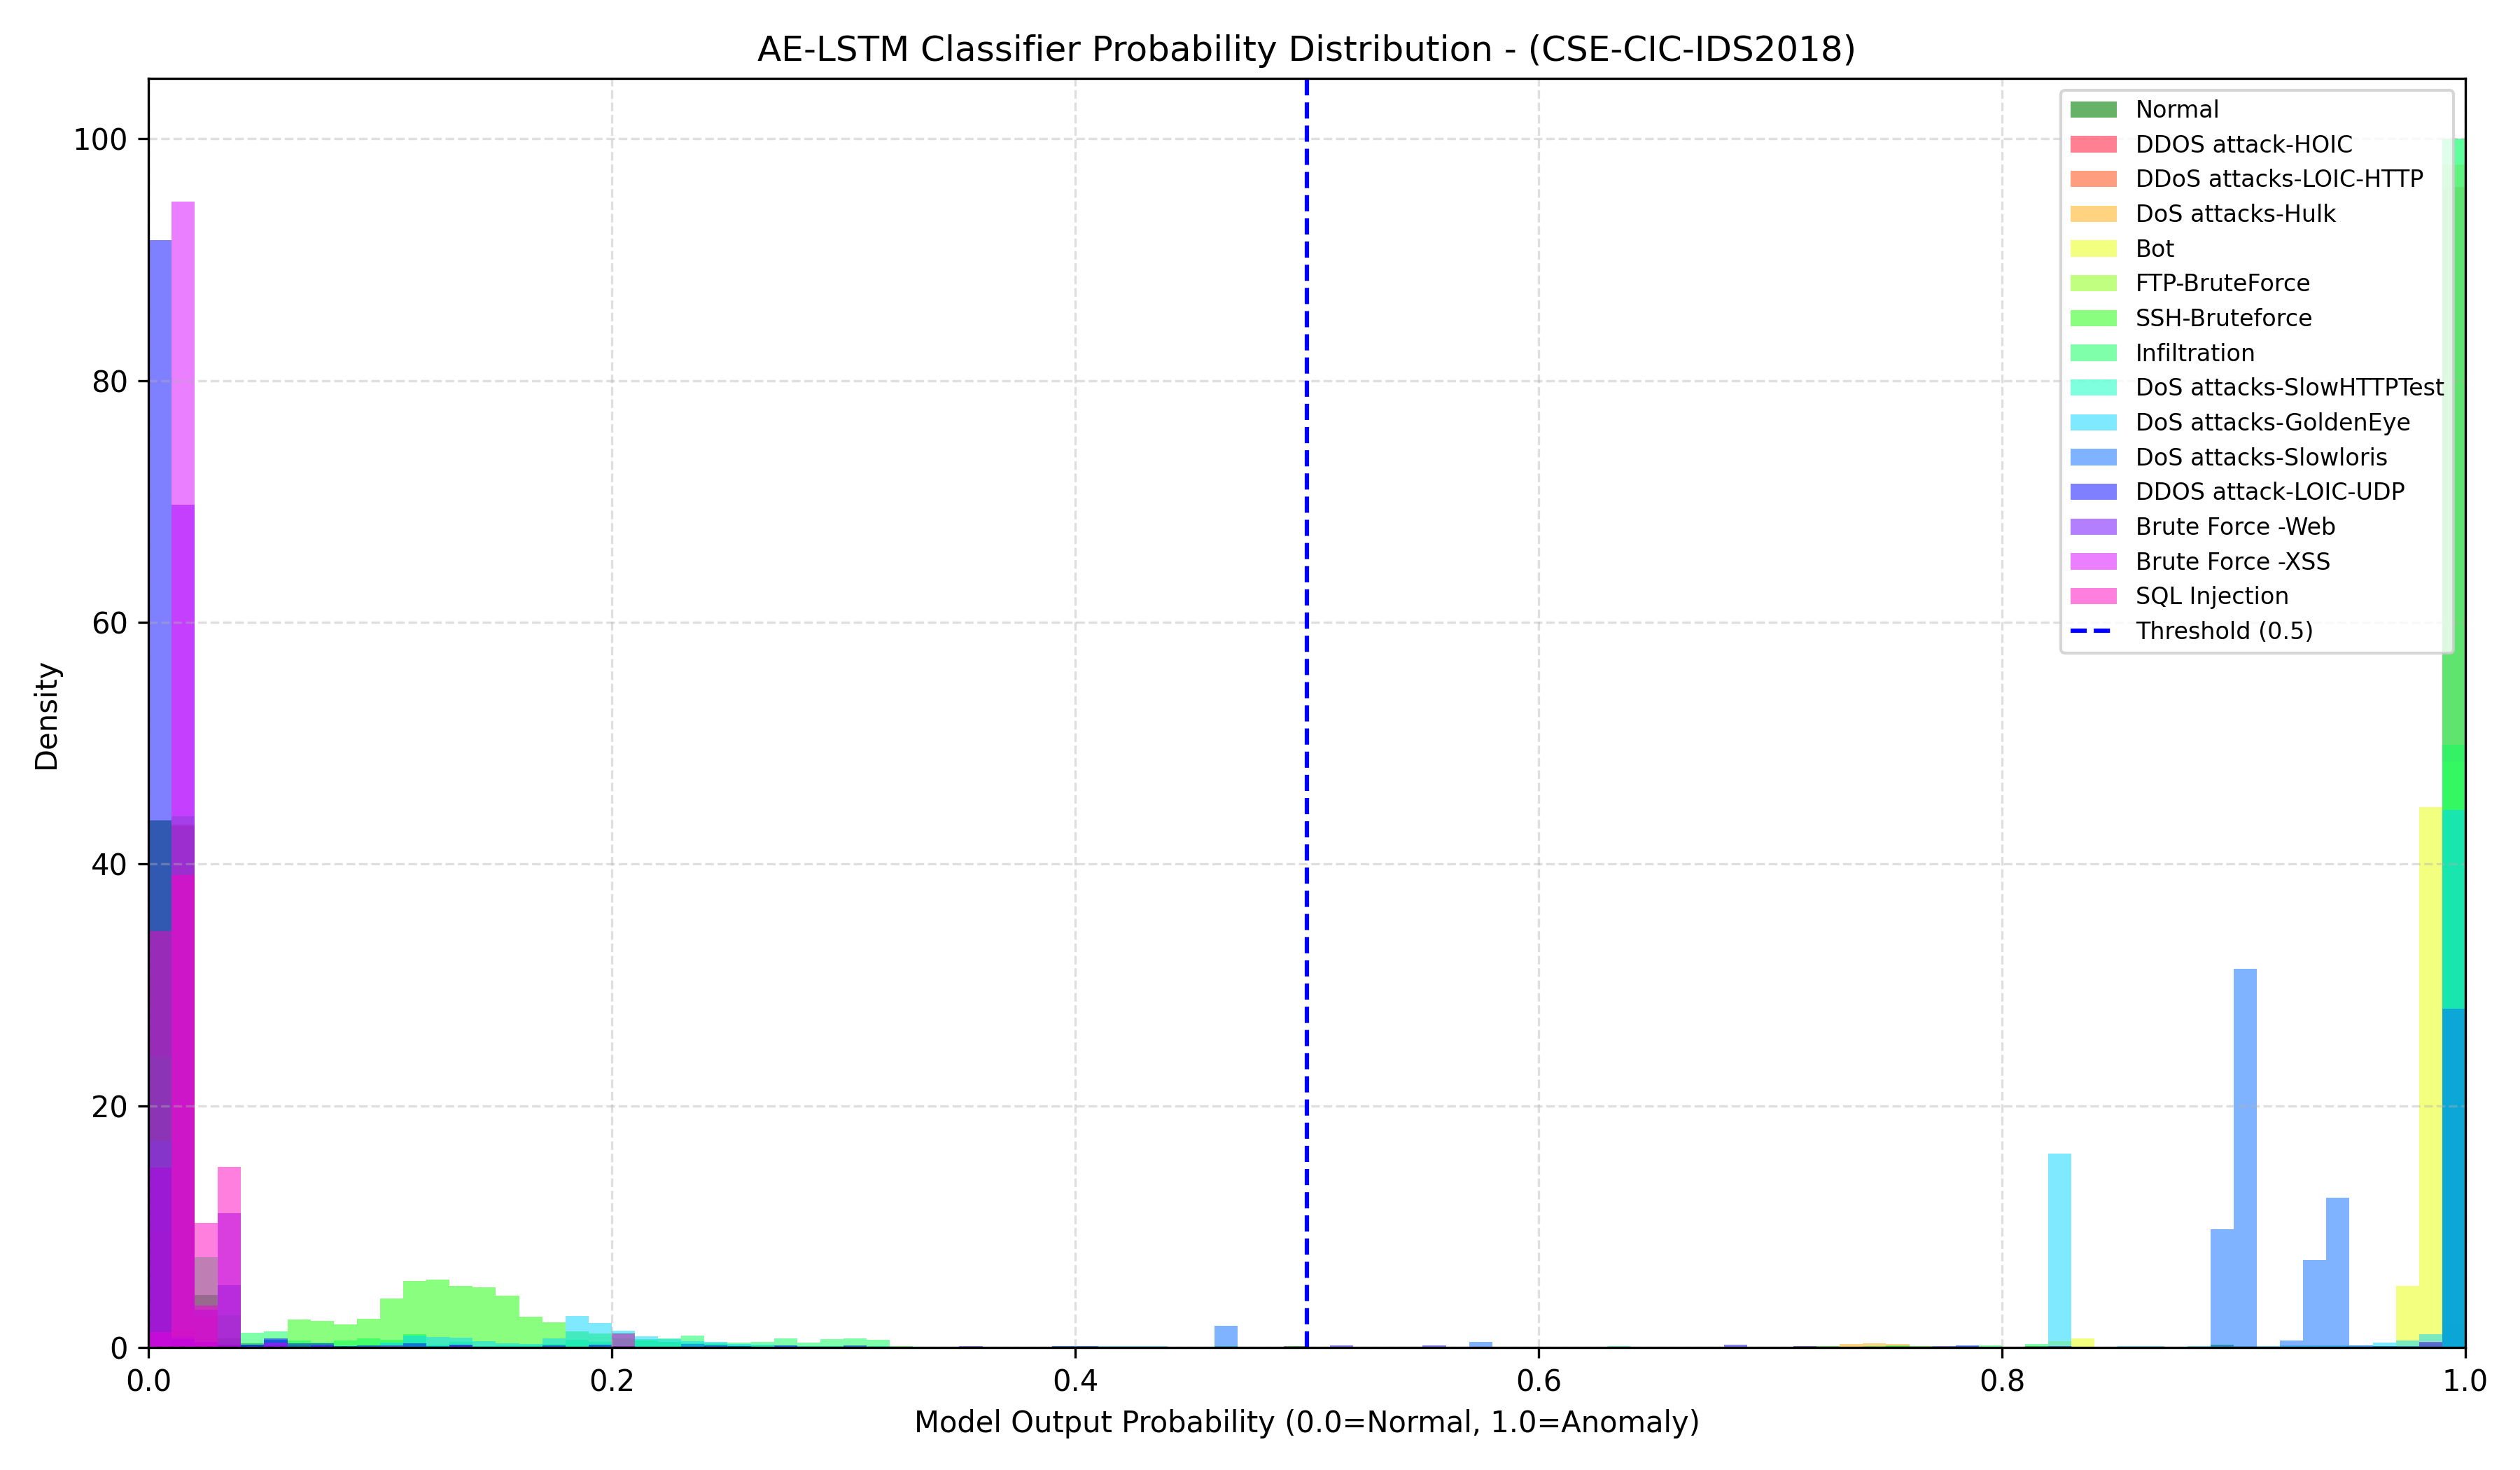 AE-LSTM Classifier Probability Distribution - (CSE-CIC-IDS2018)
Density
100
80
60
40
20
0
0.0
0.2
0.4
0.6
0.8
1.0
Model Output Probability (0.0=Normal, 1.0=Anomaly)
Normal
DDOS attack-HOIC
DDoS attacks-LOIC-HTTP
DoS attacks-Hulk
Bot
FTP-BruteForce
SSH-Bruteforce
Infiltration
DoS attacks-SlowHTTPTest
DoS attacks-GoldenEye
DoS attacks-Slowloris
DDOS attack-LOIC-UDP
Brute Force -Web
Brute Force -XSS
SQL Injection
Threshold (0.5)